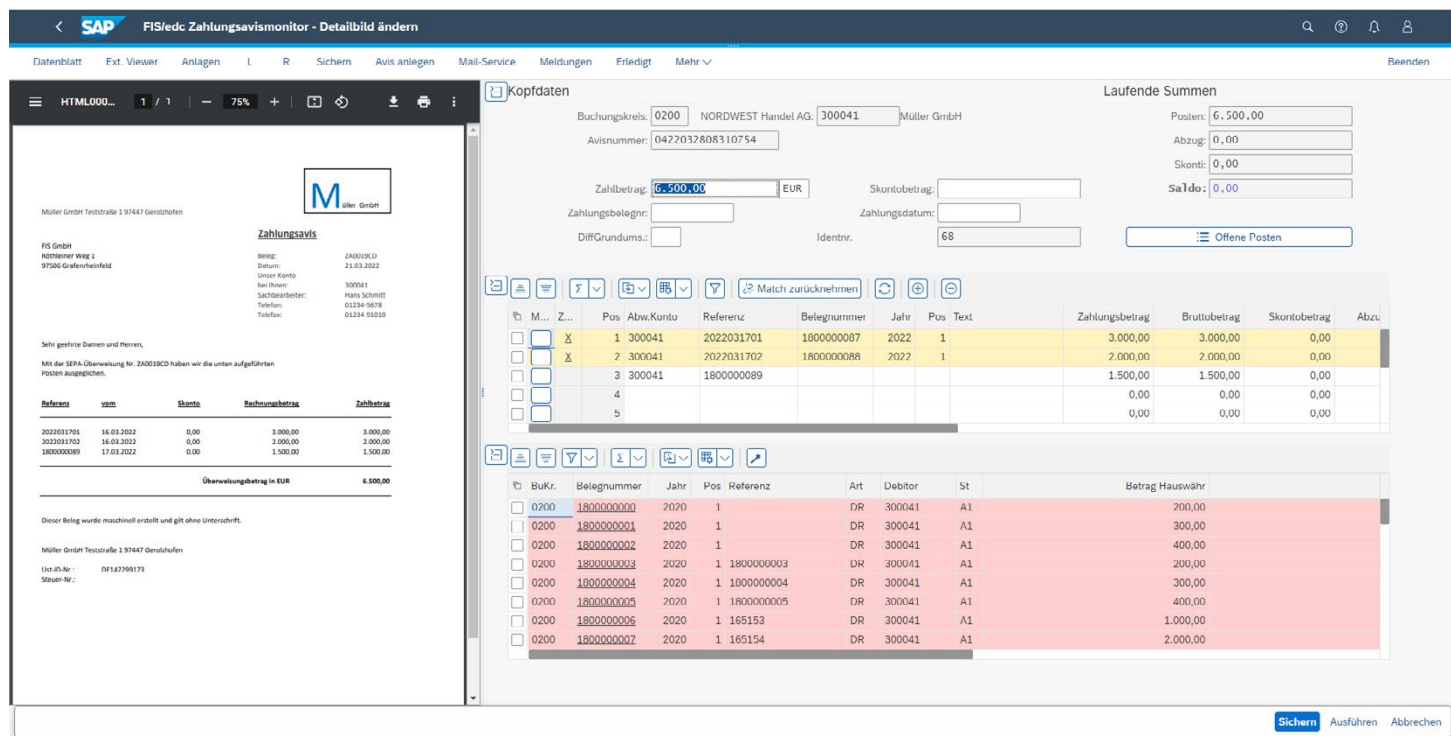 SAP FIS/edc Zahlungsavismonitor - Detailbild ändern
Datenblatt Ext. Viewer Anlagen L R Sichern Avis anlegen Mail-Service Meldungen Erledigt Mehr Beenden
HTML000... 1 / 1 75%
Müller GmbH
Müller GmbH Teststraße 1 97447 Gerolzhofen
Zahlungsavis
FIS GmbH
Röthleiner Weg 1
97506 Grafenrheinfeld
Beleg: ZA0019CD
Datum: 21.03.2022
Unser Konto
bei Ihnen: 300041
Sachbearbeiter: Hans Schmitt
Telefon: 01234-5678
Telefax: 01234-91010
Sehr geehrte Damen und Herren,
Mit der SEPA-Überweisung Nr. ZA0019CD haben wir die unten aufgeführten
Posten ausgeglichen.
Referenz vom Skonto Rechnungsbetrag Zahlbetrag
2022031701 16.03.2022 0,00 3.000,00 3.000,00
2022031702 16.03.2022 0,00 2.000,00 2.000,00
1800000089 17.03.2022 0,00 1.500,00 1.500,00
Überweisungsbetrag in EUR 6.500,00
Dieser Beleg wurde maschinell erstellt und gilt ohne Unterschrift.
Müller GmbH Teststraße 1 97447 Gerolzhofen
Ust-ID-Nr.: DE142299173
Steuer-Nr.:
Kopfdaten
Buchungskreis: 0200 NORDWEST Handel AG: 300041 Müller GmbH
Avisnummer: 0422032808310754
Zahlbetrag: 6.500,00 EUR Skontobetrag:
Zahlungsbelegnr: Zahlungsdatum:
DiffGrundums.: Identnr. 68
Laufende Summen
Posten: 6.500,00
Abzug: 0,00
Skonti: 0,00
Saldo: 0,00
Offene Posten
Match zurücknehmen
M... Z... Pos Abw.Konto Referenz Belegnummer Jahr Pos Text Zahlungsbetrag Bruttobetrag Skontobetrag Abzu
X 1 300041 2022031701 1800000087 2022 1 3.000,00 3.000,00 0,00
X 2 300041 2022031702 1800000088 2022 1 2.000,00 2.000,00 0,00
3 300041 1800000089 1.500,00 1.500,00 0,00
4 0,00 0,00 0,00
5 0,00 0,00 0,00
BuKr. Belegnummer Jahr Pos Referenz Art Debitor St Betrag Hauswähr
0200 1800000000 2020 1 DR 300041 A1 200,00
0200 1800000001 2020 1 DR 300041 A1 300,00
0200 1800000002 2020 1 DR 300041 A1 400,00
0200 1800000003 2020 1 1800000003 DR 300041 A1 200,00
0200 1800000004 2020 1 1800000004 DR 300041 A1 300,00
0200 1800000005 2020 1 1800000005 DR 300041 A1 400,00
0200 1800000006 2020 1 165153 DR 300041 A1 1.000,00
0200 1800000007 2020 1 165154 DR 300041 A1 2.000,00
Sichern Ausführen Abbrechen